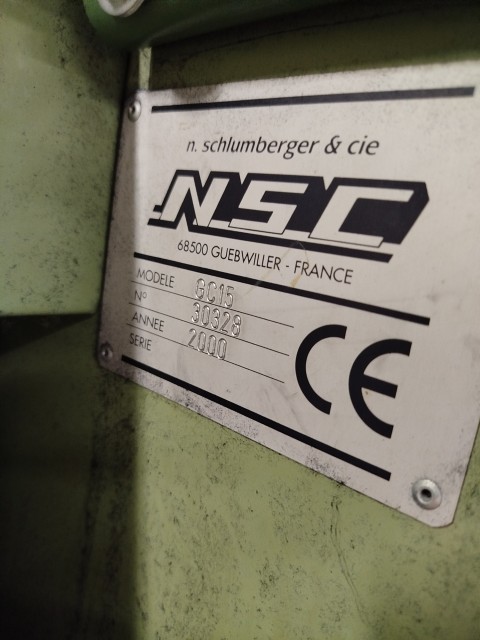 n. schlumberger & cie
NSC
68500 GUEBWILLER - FRANCE
MODELE GC15
N° 30328
ANNEE 2000
SERIE
CE